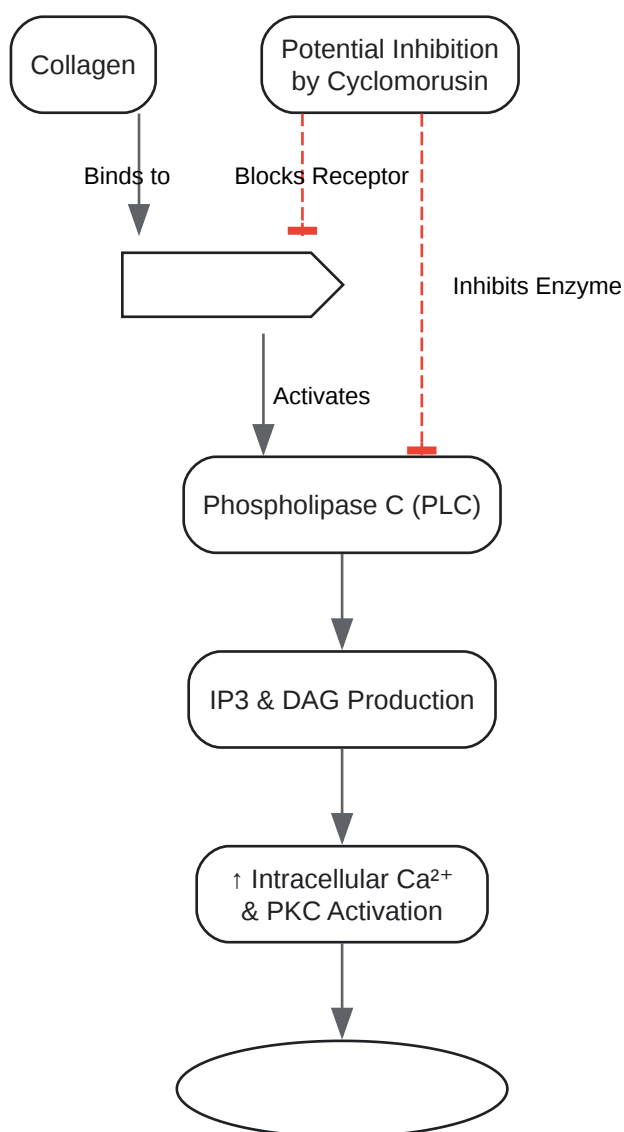 Collagen
Potential Inhibition
by Cyclomorusin
Binds to
Blocks Receptor
Inhibits Enzyme
Activates
Phospholipase C (PLC)
IP3 & DAG Production
↑ Intracellular Ca²⁺
& PKC Activation